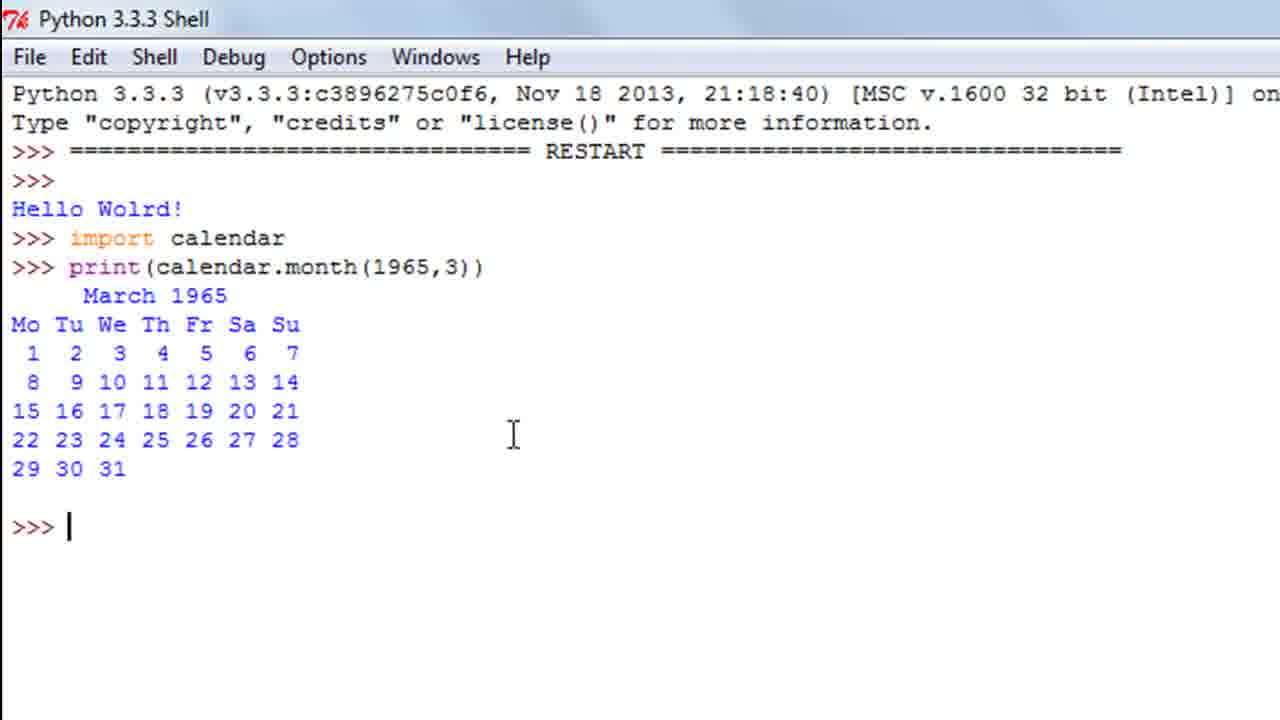 Python 3.3.3 Shell
File Edit Shell Debug Options Windows Help
Python 3.3.3 (v3.3.3:c3896275c0f6, Nov 18 2013, 21:18:40) [MSC v.1600 32 bit (Intel)] on
Type "copyright", "credits" or "license()" for more information.
>>> ================================ RESTART ================================
>>>
Hello Wolrd!
>>> import calendar
>>> print(calendar.month(1965,3))
     March 1965
Mo Tu We Th Fr Sa Su
 1  2  3  4  5  6  7
 8  9 10 11 12 13 14
15 16 17 18 19 20 21
22 23 24 25 26 27 28
29 30 31
>>>